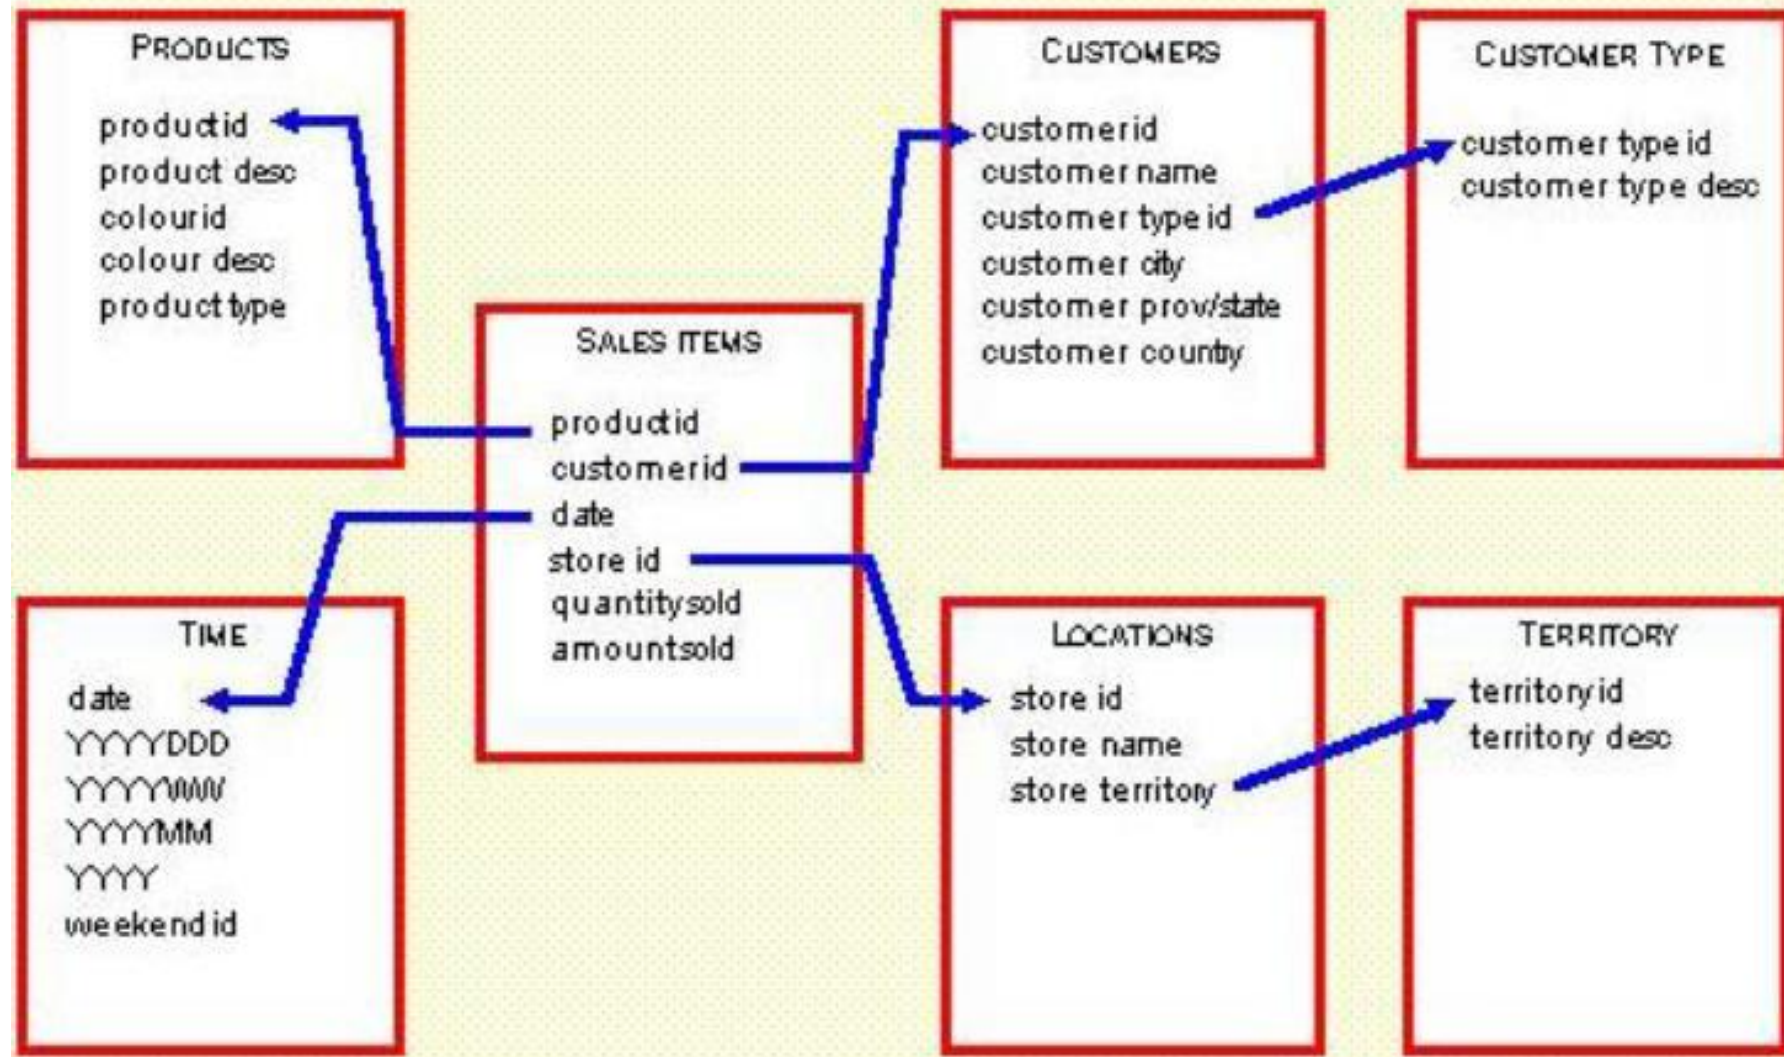 PRODUCTS
productid
product desc
colourid
colour desc
product type
CUSTOMERS
customerid
customer name
customer type id
customer city
customer prov/state
customer country
CUSTOMER TYPE
customer type id
customer type desc
SALES ITEMS
productid
customerid
date
store id
quantitysold
amountsold
TIME
date
YYYYDDD
YYYYWW
YYYYMM
YYYY
weekend id
LOCATIONS
store id
store name
store territory
TERRITORY
territory id
territory desc